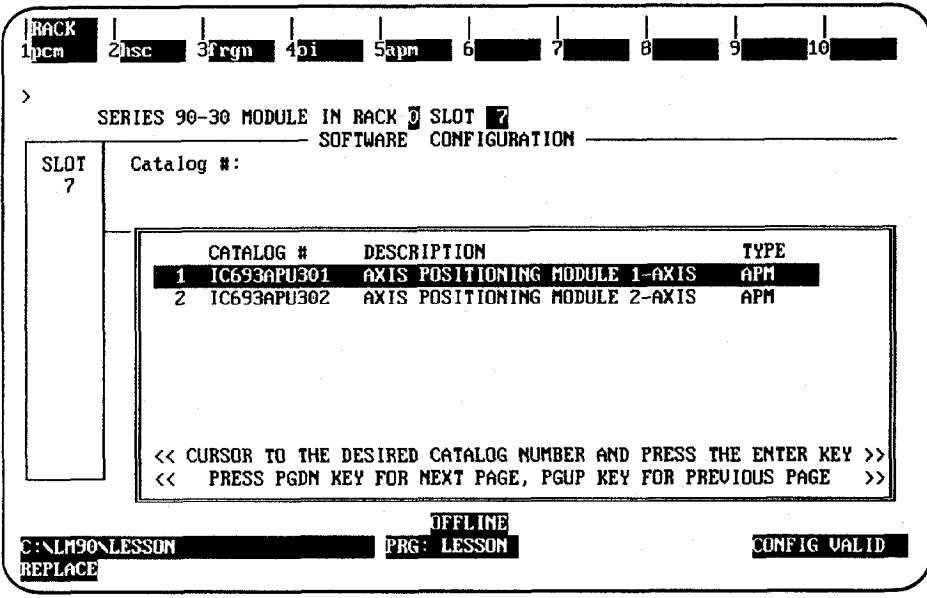 RACK
1pcm 2hsc 3frgn 4oi 5apm 6 7 8 9 10
>
SERIES 90-30 MODULE IN RACK 0 SLOT 7
SOFTWARE CONFIGURATION
SLOT Catalog #:
7
CATALOG # DESCRIPTION TYPE
1 IC693APU301 AXIS POSITIONING MODULE 1-AXIS APM
2 IC693APU302 AXIS POSITIONING MODULE 2-AXIS APM
<< CURSOR TO THE DESIRED CATALOG NUMBER AND PRESS THE ENTER KEY >>
<< PRESS PGDN KEY FOR NEXT PAGE, PGUP KEY FOR PREVIOUS PAGE >>
OFFLINE
C:\LM90\LESSON PRG: LESSON CONFIG VALID
REPLACE